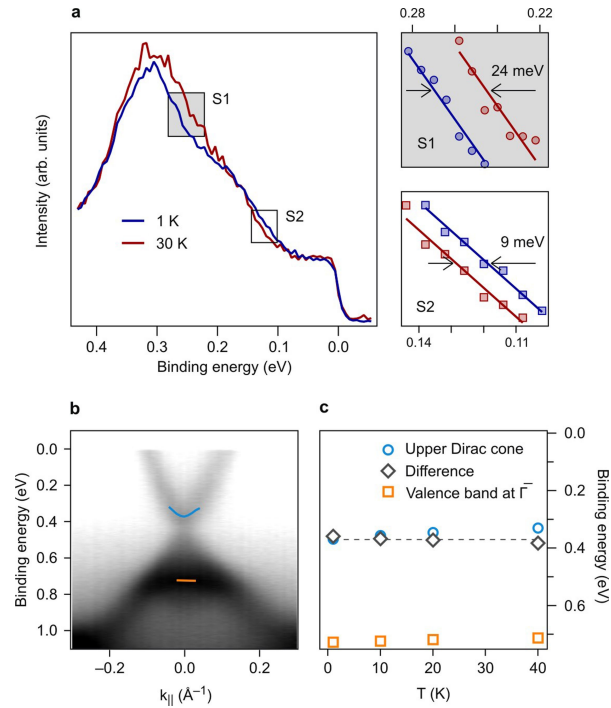 a
Intensity (arb. units)
S1
S2
1 K
30 K
0.4 0.3 0.2 0.1 0.0
Binding energy (eV)
0.28 0.22
24 meV
S1
9 meV
S2
0.14 0.11
b
Binding energy (eV)
0.0
0.2
0.4
0.6
0.8
1.0
−0.2 0.0 0.2
k|| (Å⁻¹)
c
Upper Dirac cone
Difference
Valence band at Γ̅
0.0
0.2
0.4
0.6
Binding energy (eV)
0 10 20 30 40
T (K)